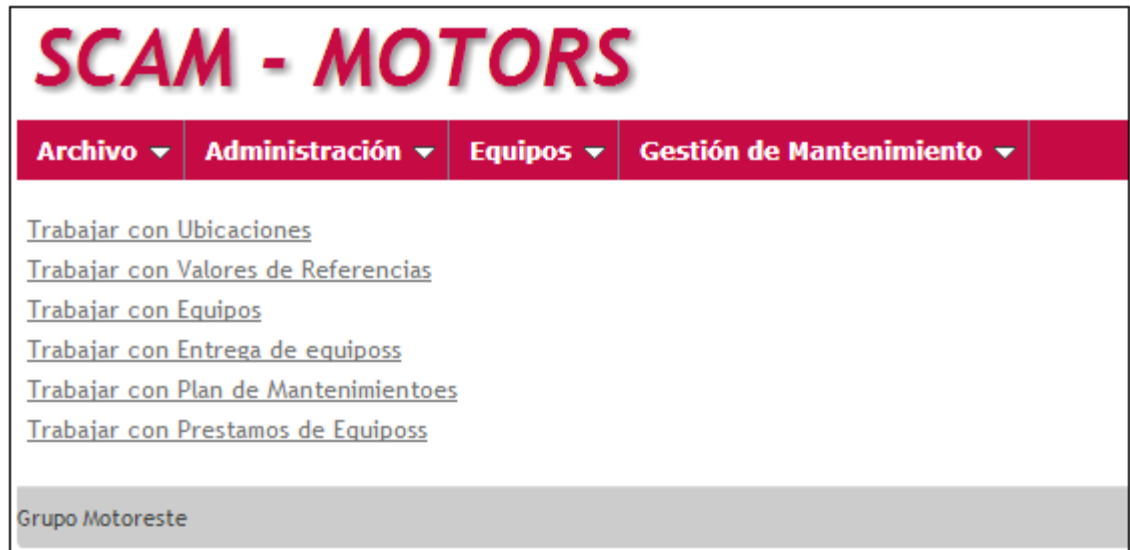 SCAM - MOTORS
Archivo Administración Equipos Gestión de Mantenimiento
Trabajar con Ubicaciones
Trabajar con Valores de Referencias
Trabajar con Equipos
Trabajar con Entrega de equiposs
Trabajar con Plan de Mantenimientoes
Trabajar con Prestamos de Equiposs
Grupo Motoreste